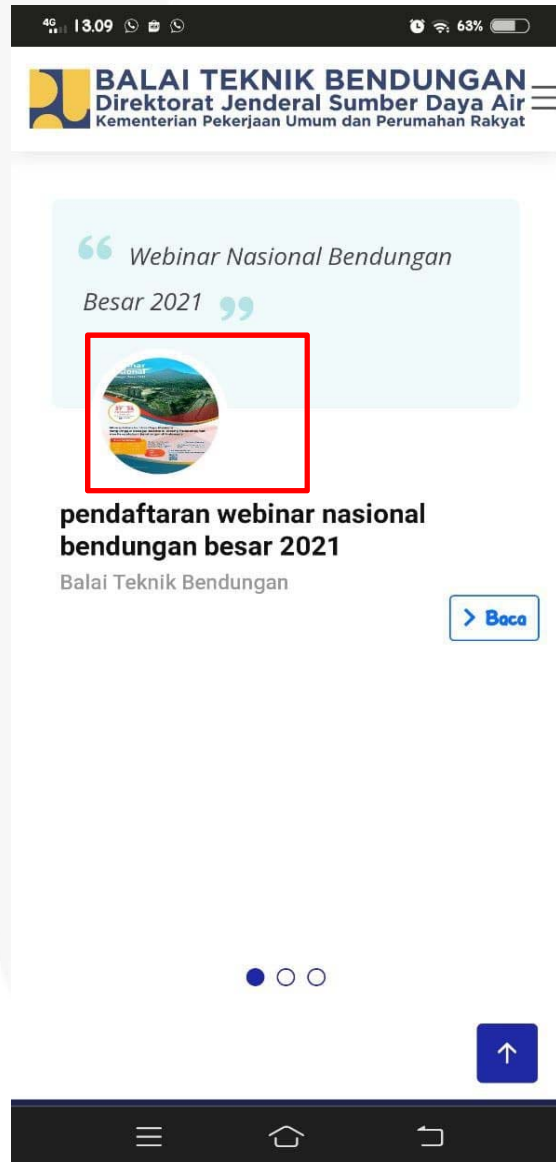 4G 13.09 63%
BALAI TEKNIK BENDUNGAN
Direktorat Jenderal Sumber Daya Air
Kementerian Pekerjaan Umum dan Perumahan Rakyat
“ Webinar Nasional Bendungan
Besar 2021 ”
pendaftaran webinar nasional
bendungan besar 2021
Balai Teknik Bendungan
> Baca